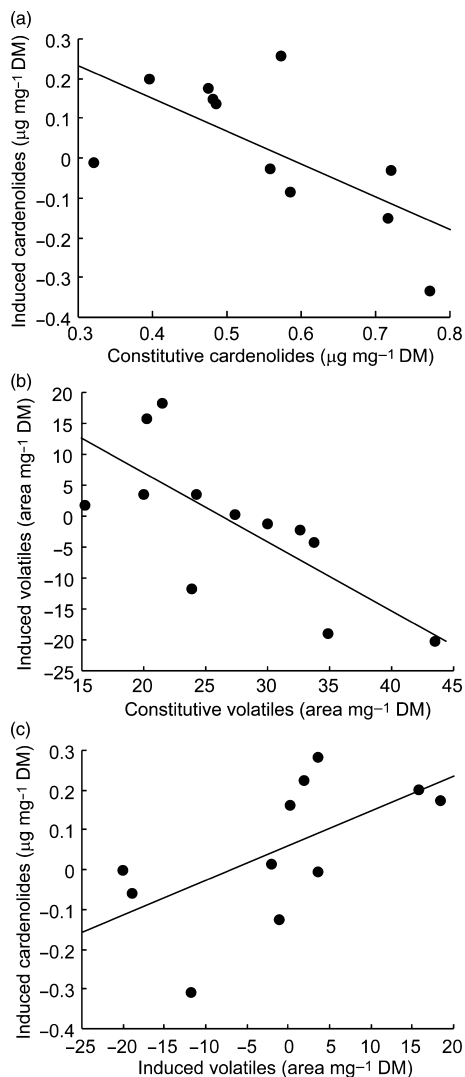 (a)
Induced cardenolides (µg mg–1 DM)
0.3
0.2
0.1
0
–0.1
–0.2
–0.3
–0.4
0.3 0.4 0.5 0.6 0.7 0.8
Constitutive cardenolides (µg mg–1 DM)
(b)
Induced volatiles (area mg–1 DM)
20
15
10
5
0
–5
–10
–15
–20
–25
15 20 25 30 35 40 45
Constitutive volatiles (area mg–1 DM)
(c)
Induced cardenolides (µg mg–1 DM)
0.3
0.2
0.1
0
–0.1
–0.2
–0.3
–0.4
–25 –20 –15 –10 –5 0 5 10 15 20
Induced volatiles (area mg–1 DM)